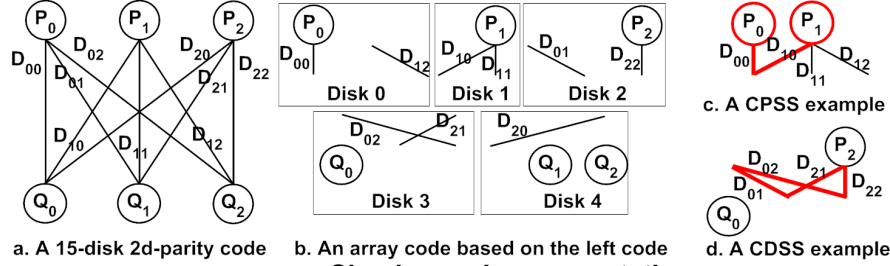 P0 P1 P2
D00 D01 D02 D20 D21 D22
D10 D11 D12
Q0 Q1 Q2
a. A 15-disk 2d-parity code
P0 D00 D12
Disk 0
D10 P1 D11
Disk 1
D01 P2 D22
Disk 2
D02 D21 Q0
Disk 3
D20 Q1 Q2
Disk 4
b. An array code based on the left code
P0 P1
D00 D10 D11 D12
c. A CPSS example
P2
D02 D21
D01 D22
Q0
d. A CDSS example